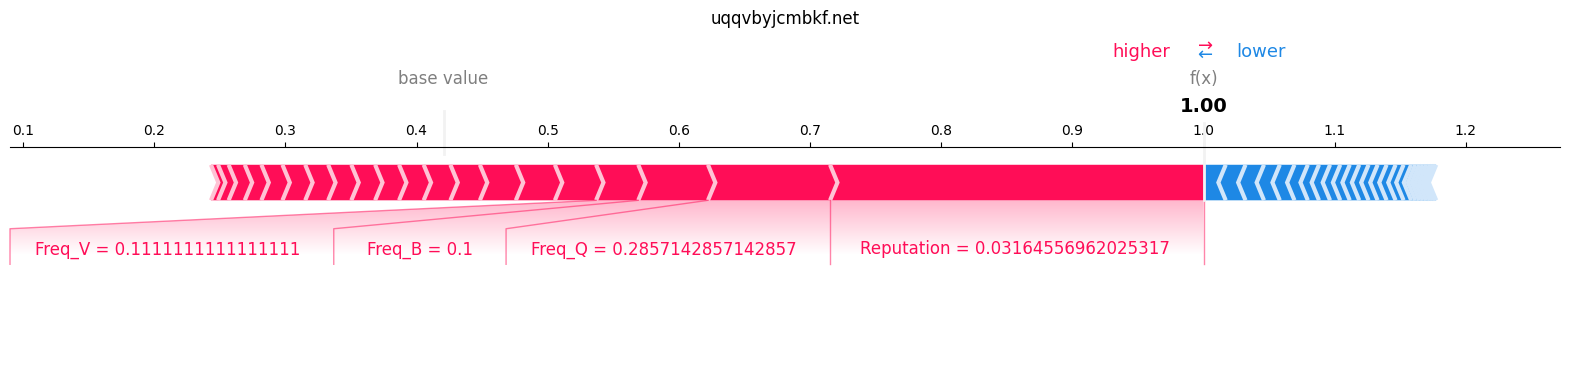 uqqvbyjcmbkf.net
higher ⇄ lower
base value f(x)
1.00
0.1 0.2 0.3 0.4 0.5 0.6 0.7 0.8 0.9 1.0 1.1 1.2
Freq_V = 0.1111111111111111 Freq_B = 0.1 Freq_Q = 0.2857142857142857 Reputation = 0.03164556962025317